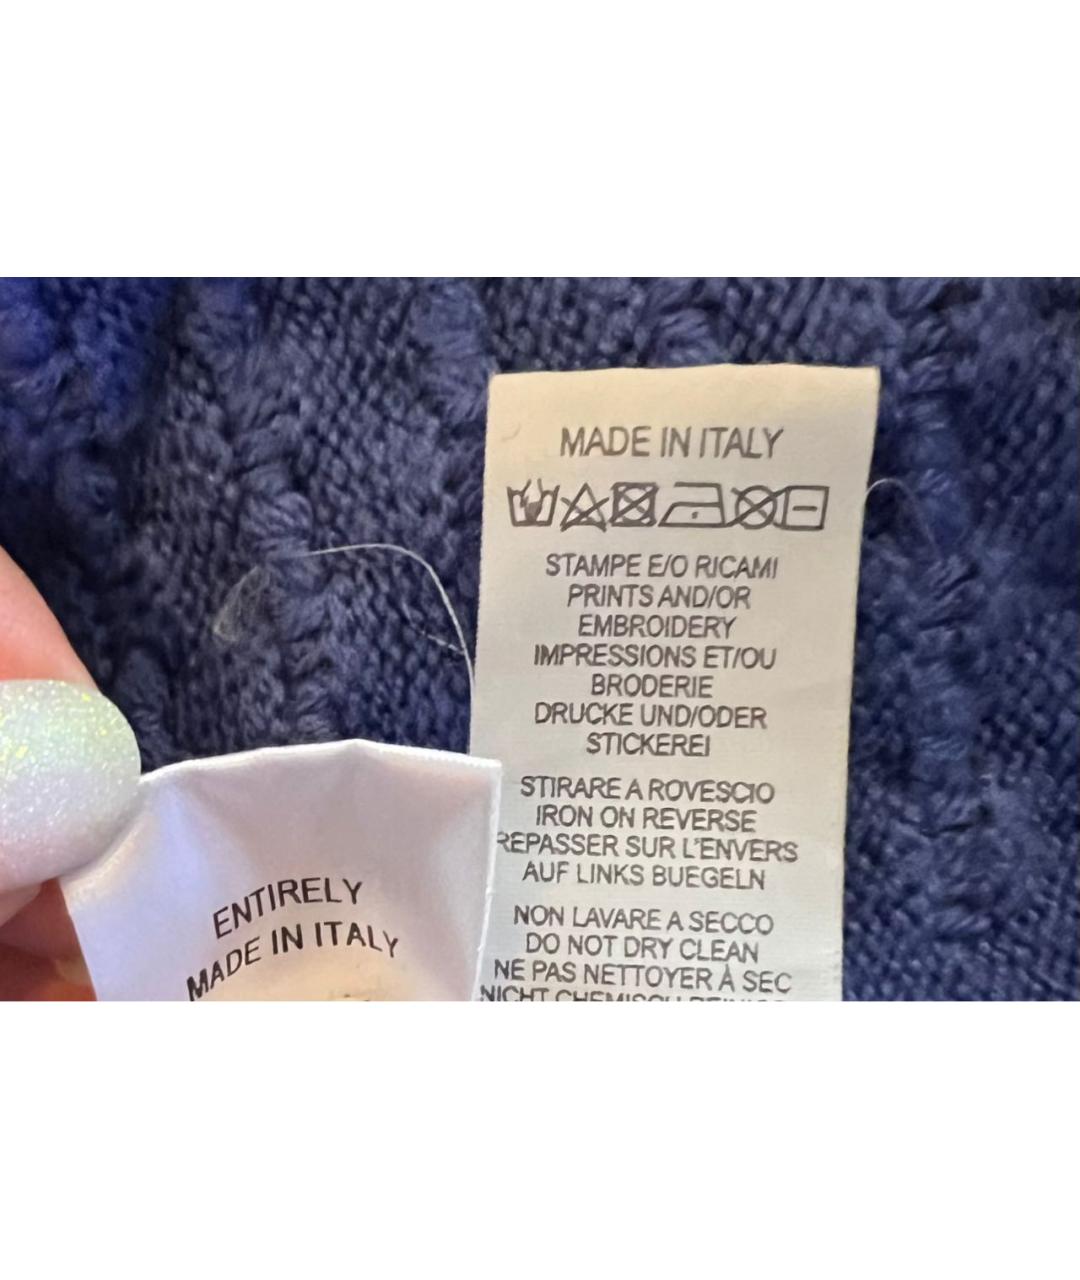 MADE IN ITALY
STAMPE E/O RICAMI
PRINTS AND/OR
EMBROIDERY
IMPRESSIONS ET/OU
BRODERIE
DRUCKE UND/ODER
STICKEREI
STIRARE A ROVESCIO
IRON ON REVERSE
REPASSER SUR L'ENVERS
AUF LINKS BUEGELN
NON LAVARE A SECCO
DO NOT DRY CLEAN
NE PAS NETTOYER À SEC
NICHT
ENTIRELY
MADE IN ITALY